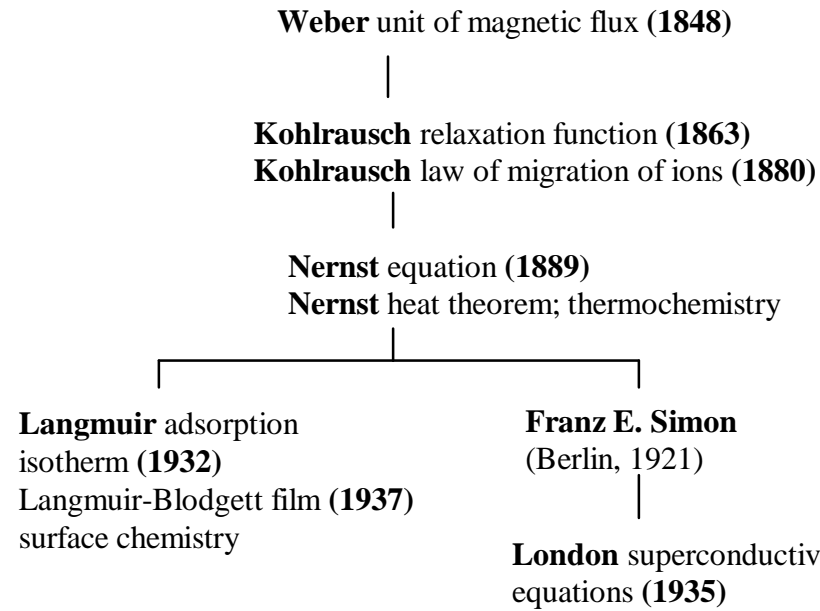 Weber unit of magnetic flux (1848)
Kohlrausch relaxation function (1863)
Kohlrausch law of migration of ions (1880)
Nernst equation (1889)
Nernst heat theorem; thermochemistry
Langmuir adsorption
isotherm (1932)
Langmuir-Blodgett film (1937)
surface chemistry
Franz E. Simon
(Berlin, 1921)
London superconductiv
equations (1935)